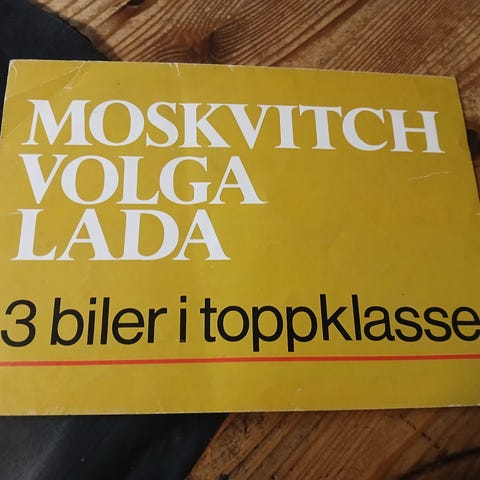 MOSKVITCH
VOLGA
LADA
3 biler i toppklasse